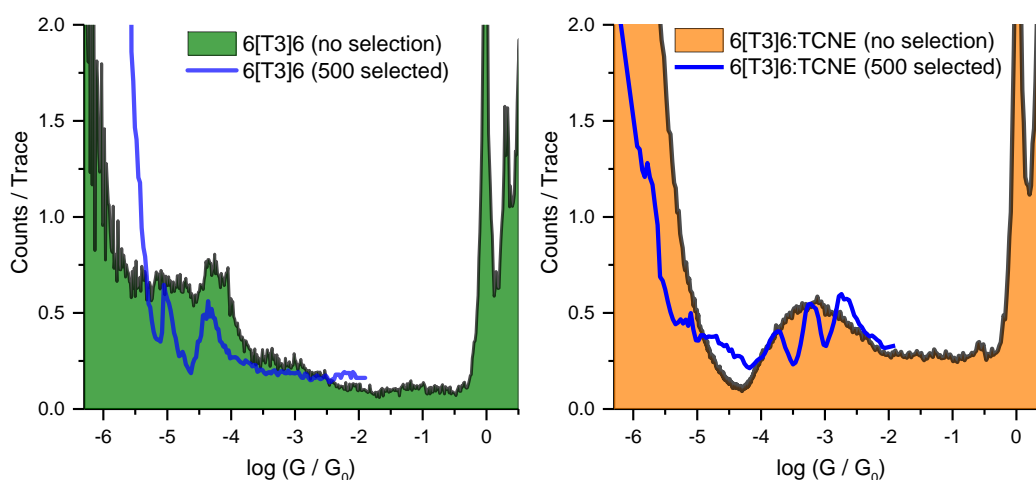 2.0
1.5
1.0
0.5
0.0
Counts / Trace
6[T3]6 (no selection)
6[T3]6 (500 selected)
-6 -5 -4 -3 -2 -1 0
log (G / G₀)
2.0
1.5
1.0
0.5
0.0
Counts / Trace
6[T3]6:TCNE (no selection)
6[T3]6:TCNE (500 selected)
-6 -5 -4 -3 -2 -1 0
log (G / G₀)